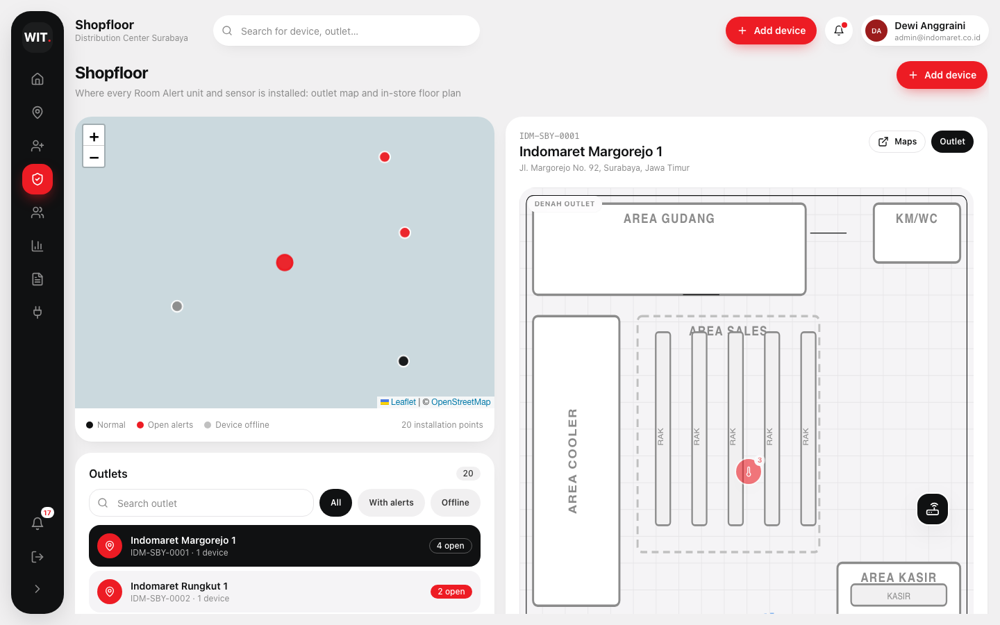 WIT.
Shopfloor
Distribution Center Surabaya
Search for device, outlet...
Add device
DA
Dewi Anggraini
admin@indomaret.co.id
Shopfloor
Where every Room Alert unit and sensor is installed: outlet map and in-store floor plan
Add device
+
−
Leaflet | © OpenStreetMap
Normal
Open alerts
Device offline
20 installation points
Outlets
20
Search outlet
All
With alerts
Offline
Indomaret Margorejo 1
IDM-SBY-0001 · 1 device
4 open
Indomaret Rungkut 1
IDM-SBY-0002 · 1 device
2 open
17
IDM-SBY-0001
Indomaret Margorejo 1
Jl. Margorejo No. 92, Surabaya, Jawa Timur
Maps
Outlet
DENAH OUTLET
AREA GUDANG
KM/WC
AREA SALES
AREA COOLER
RAK
RAK
RAK
RAK
RAK
3
AREA KASIR
KASIR